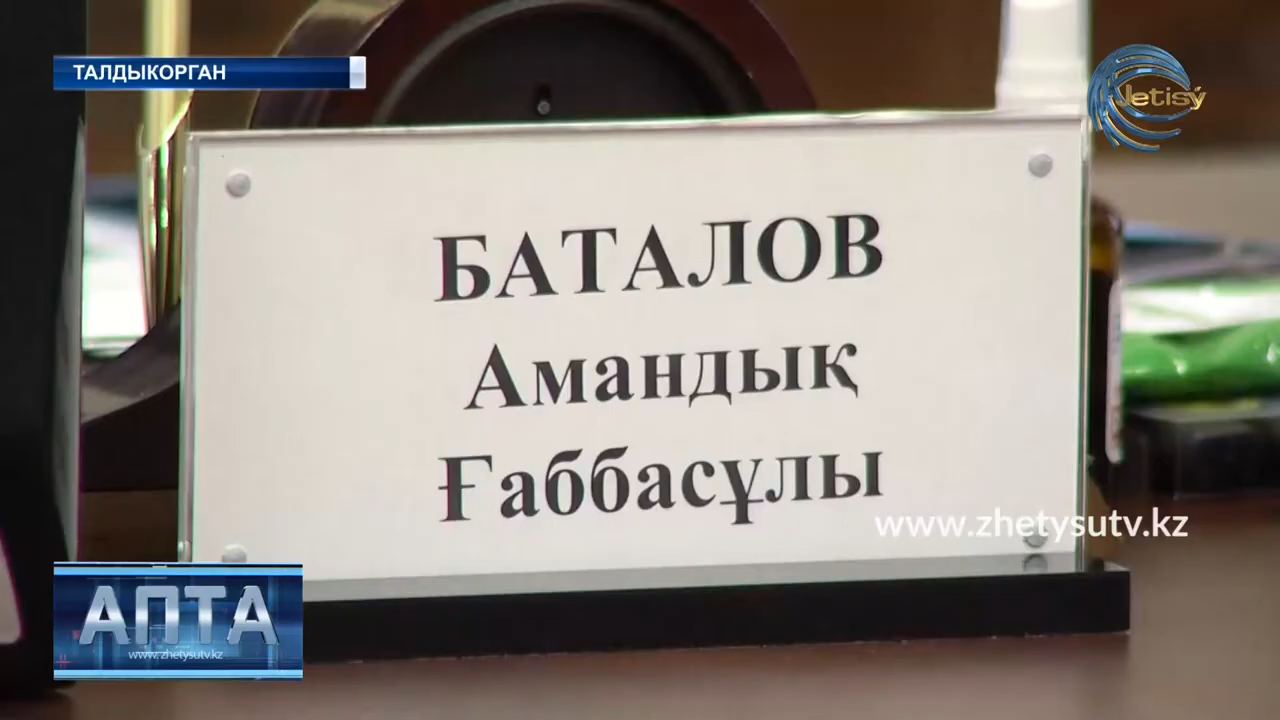 ТАЛДЫКОРГАН
Jetisý
БАТАЛОВ
Амандық
Ғаббасұлы
www.zhetysutv.kz
АПТА
www.zhetysutv.kz